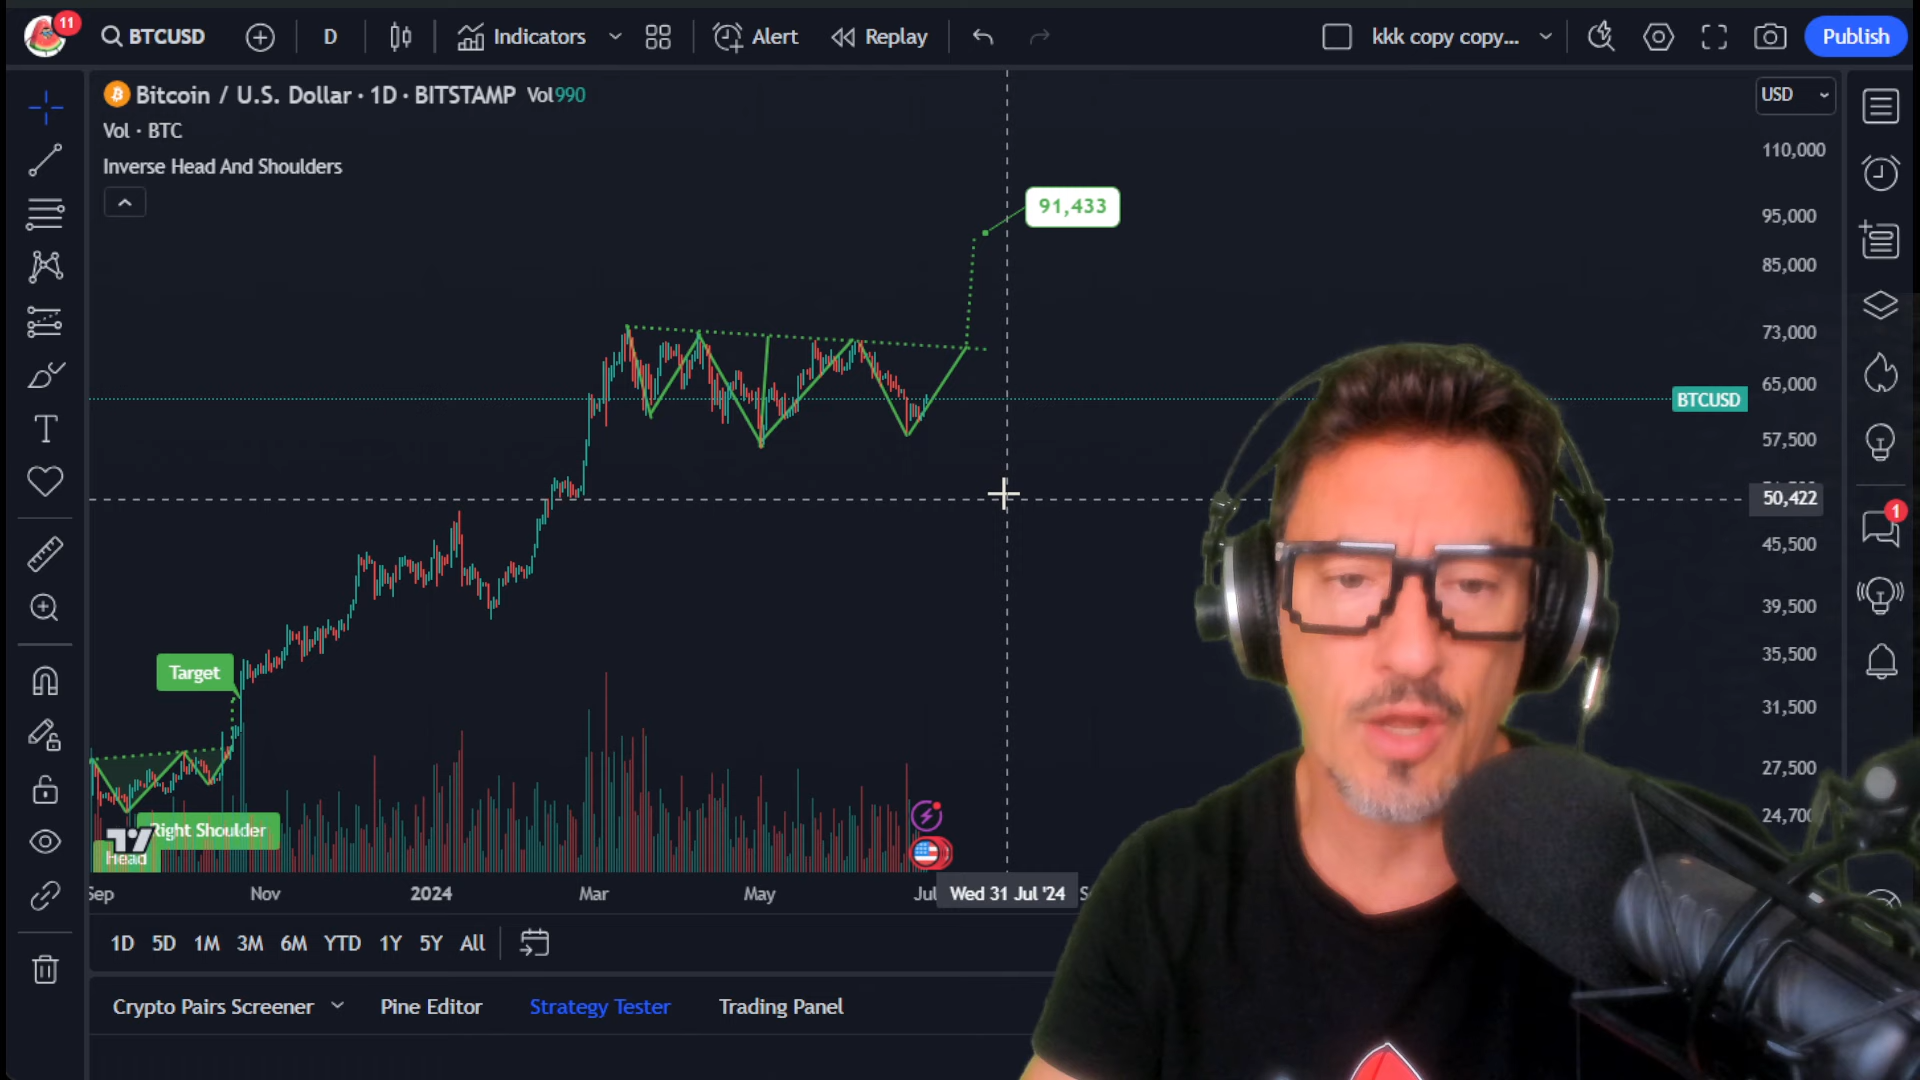 11
BTCUSD
D
Indicators
Alert
Replay
kkk copy copy...
Publish
Bitcoin / U.S. Dollar · 1D · BITSTAMP Vol990
Vol · BTC
Inverse Head And Shoulders
USD
110,000
95,000
85,000
73,000
65,000
57,500
50,422
45,500
39,500
35,500
31,500
27,500
24,700
91,433
BTCUSD
1
Target
Right Shoulder
Head
Sep
Nov
2024
Mar
May
Jul
Wed 31 Jul '24
1D 5D 1M 3M 6M YTD 1Y 5Y All
Crypto Pairs Screener
Pine Editor
Strategy Tester
Trading Panel